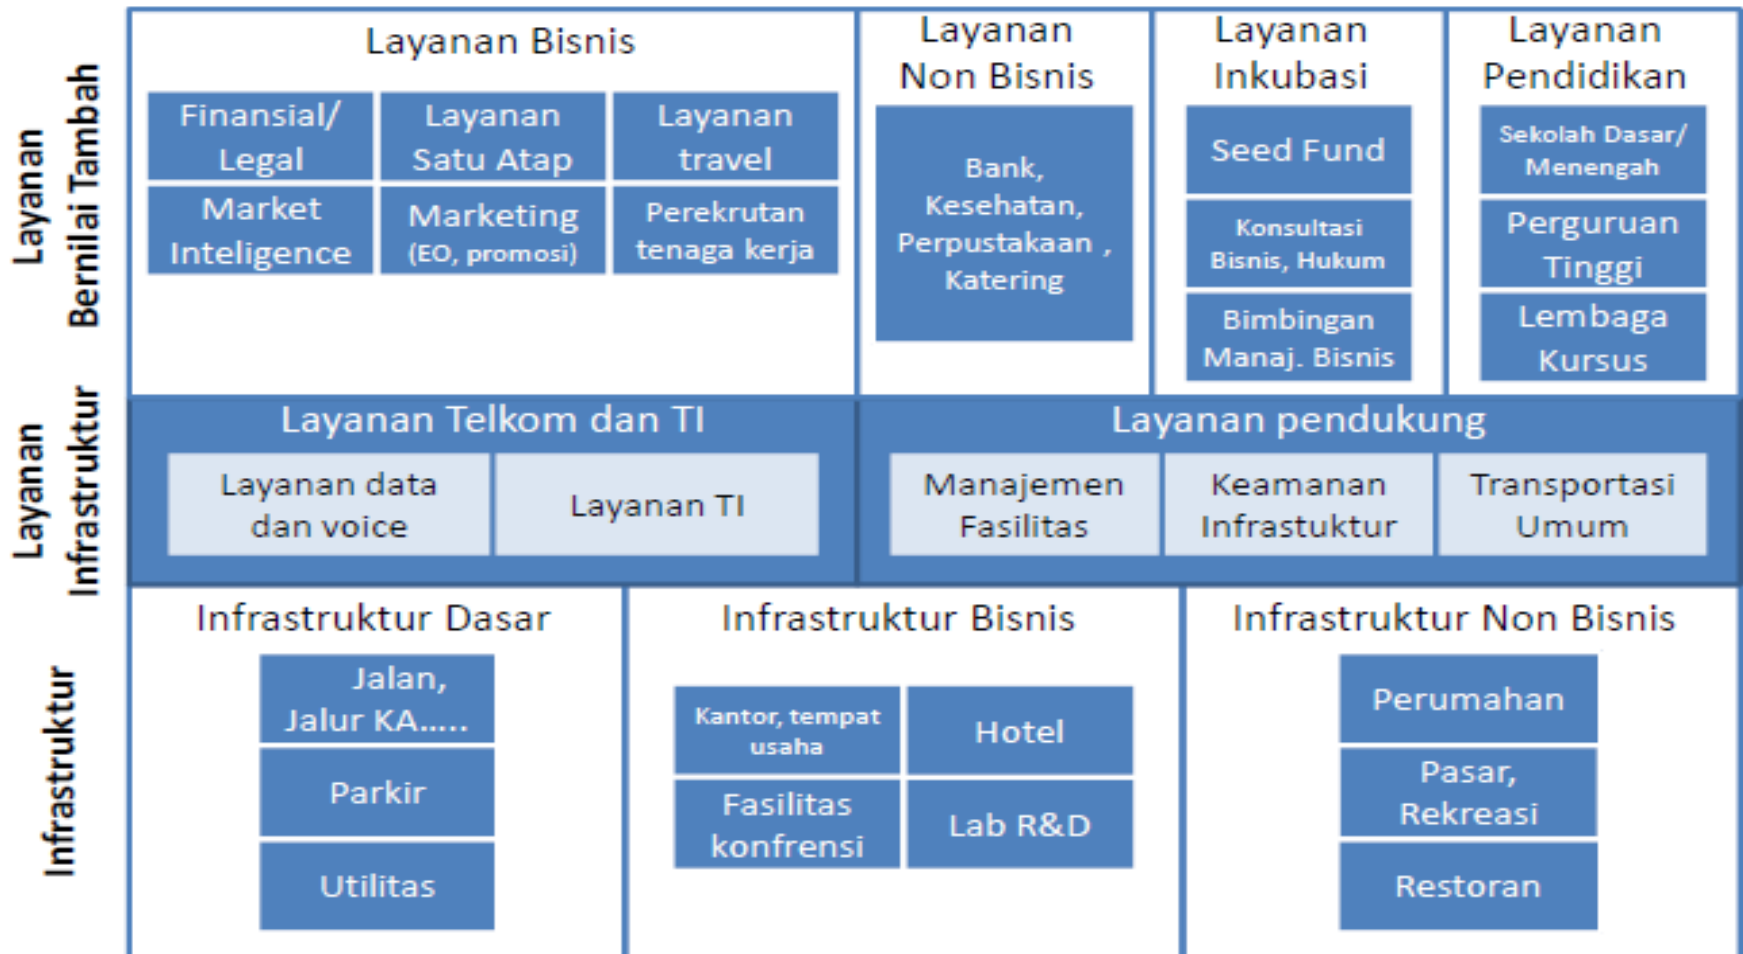 Layanan
Bernilai Tambah
Layanan Bisnis
Finansial/
Legal
Layanan
Satu Atap
Layanan
travel
Market
Inteligence
Marketing
(EO, promosi)
Perekrutan
tenaga kerja
Layanan
Non Bisnis
Bank,
Kesehatan,
Perpustakaan ,
Katering
Layanan
Inkubasi
Seed Fund
Konsultasi
Bisnis, Hukum
Bimbingan
Manaj. Bisnis
Layanan
Pendidikan
Sekolah Dasar/
Menengah
Perguruan
Tinggi
Lembaga
Kursus
Layanan
Infrastruktur
Layanan Telkom dan TI
Layanan data
dan voice
Layanan TI
Layanan pendukung
Manajemen
Fasilitas
Keamanan
Infrastuktur
Transportasi
Umum
Infrastruktur
Infrastruktur Dasar
Jalan,
Jalur KA.....
Parkir
Utilitas
Infrastruktur Bisnis
Kantor, tempat
usaha
Hotel
Fasilitas
konfrensi
Lab R&D
Infrastruktur Non Bisnis
Perumahan
Pasar,
Rekreasi
Restoran